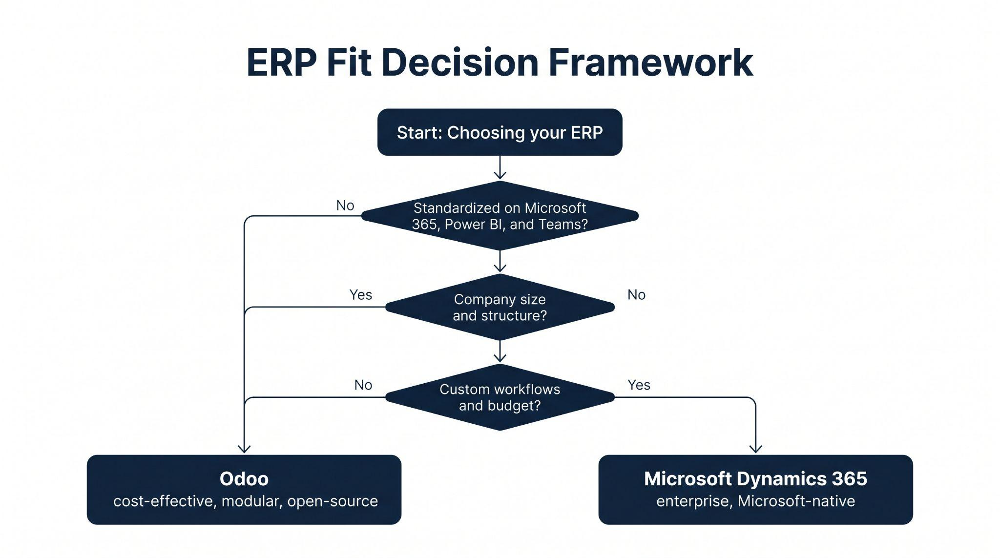 ERP Fit Decision Framework
Start: Choosing your ERP
No
Standardized on Microsoft
365, Power BI, and Teams?
Yes
Company size
and structure?
No
No
Custom workflows
and budget?
Yes
Odoo
cost-effective, modular, open-source
Microsoft Dynamics 365
enterprise, Microsoft-native